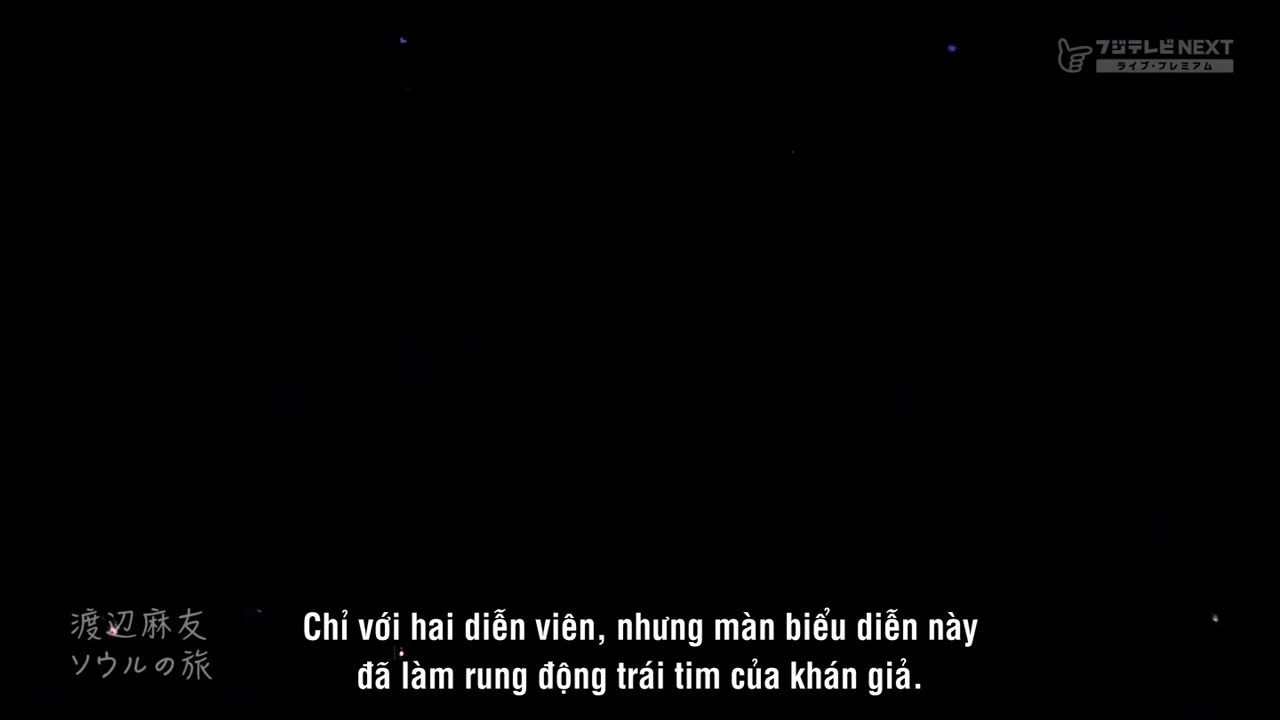 フジテレビNEXT
ライブ・プレミアム
渡辺麻友
ソウルの旅
Chỉ với hai diễn viên, nhưng màn biểu diễn này
đã làm rung động trái tim của khán giả.